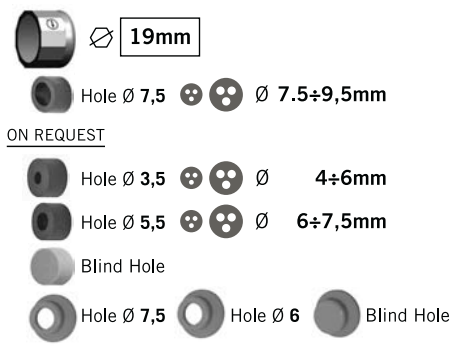 Ø 19mm
Hole Ø 7,5 Ø 7.5÷9,5mm
ON REQUEST
Hole Ø 3,5 Ø 4÷6mm
Hole Ø 5,5 Ø 6÷7,5mm
Blind Hole
Hole Ø 7,5 Hole Ø 6 Blind Hole